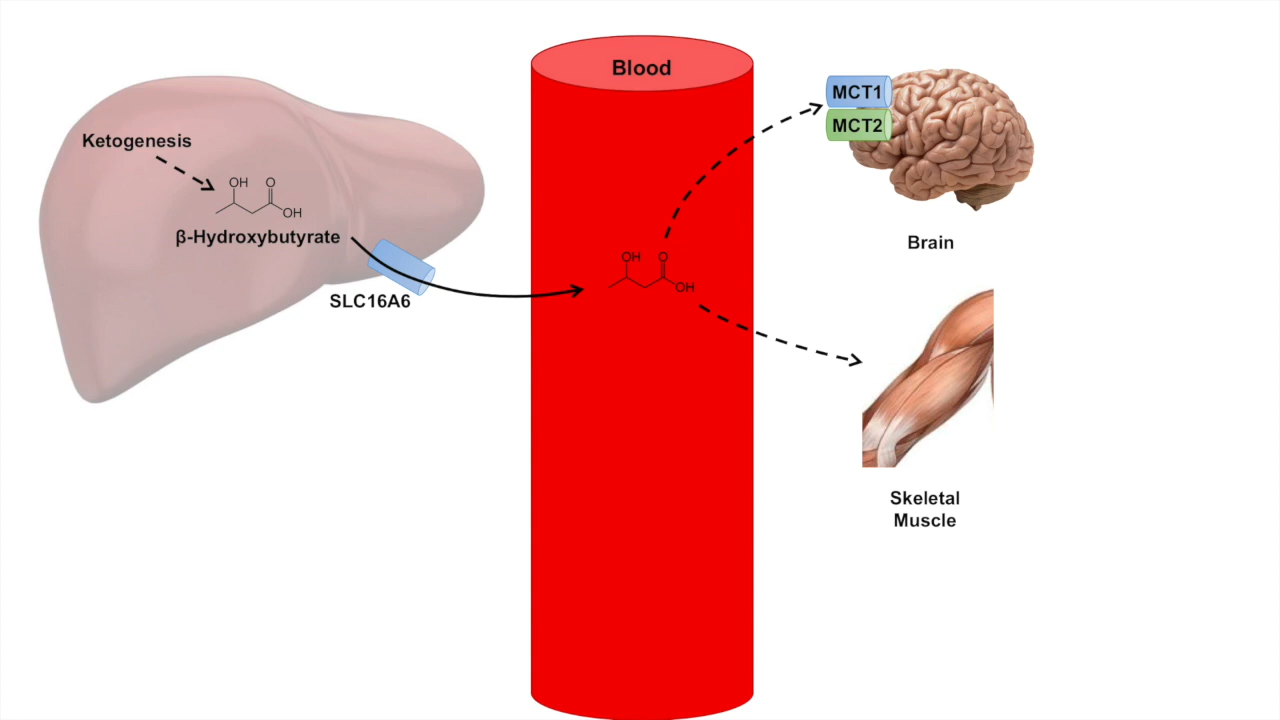 Blood
MCT1
MCT2
Ketogenesis
OH
O
OH
β-Hydroxybutyrate
SLC16A6
OH
O
OH
Brain
Skeletal
Muscle